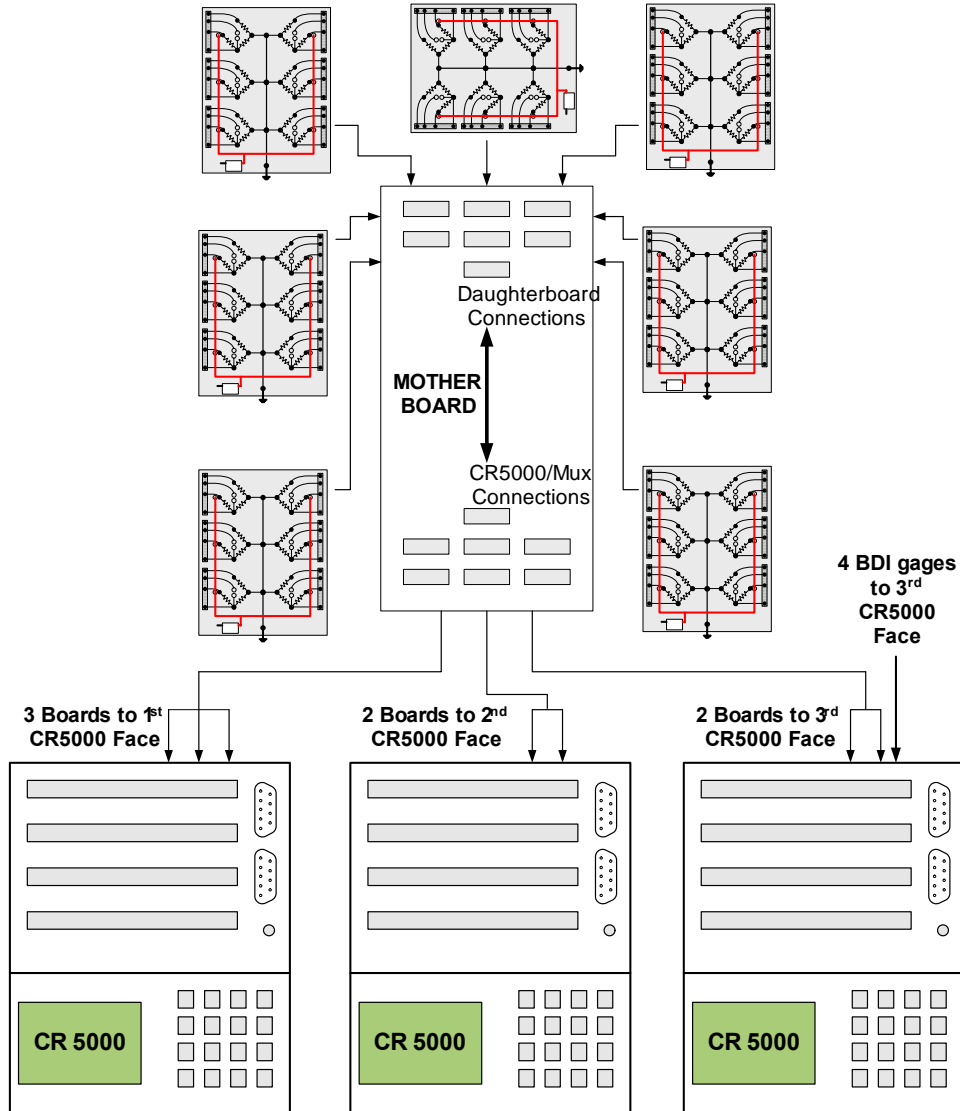 Daughterboard
Connections
MOTHER
BOARD
CR5000/Mux
Connections
4 BDI gages
to 3rd
CR5000
Face
3 Boards to 1st
CR5000 Face
2 Boards to 2nd
CR5000 Face
2 Boards to 3rd
CR5000 Face
CR 5000
CR 5000
CR 5000